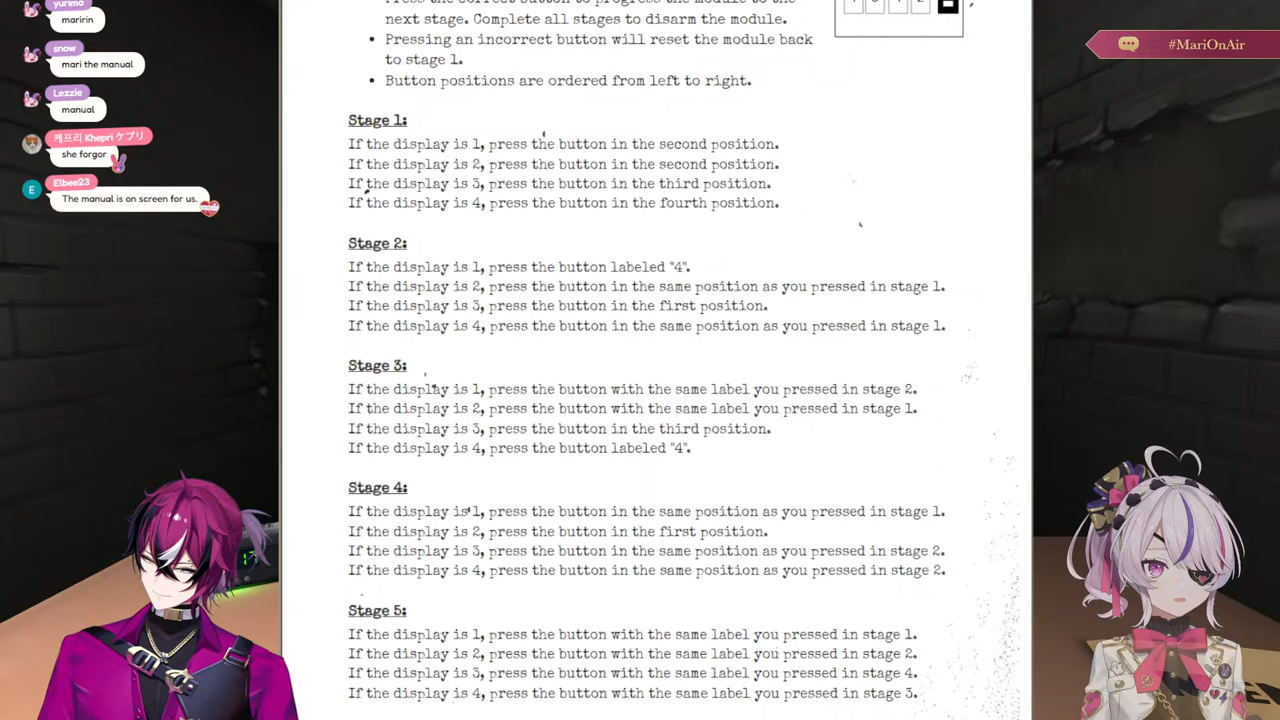 yurima
maririn
snow
mari the manual
Lezzie
manual
케프리 Khepri ケプリ
she forgor
Elbee23
E
The manual is on screen for us.
#MariOnAir
next stage. Complete all stages to disarm the module.
• Pressing an incorrect button will reset the module back
to stage 1.
• Button positions are ordered from left to right.
Stage 1:
If the display is 1, press the button in the second position.
If the display is 2, press the button in the second position.
If the display is 3, press the button in the third position.
If the display is 4, press the button in the fourth position.
Stage 2:
If the display is 1, press the button labeled "4".
If the display is 2, press the button in the same position as you pressed in stage 1.
If the display is 3, press the button in the first position.
If the display is 4, press the button in the same position as you pressed in stage 1.
Stage 3:
If the display is 1, press the button with the same label you pressed in stage 2.
If the display is 2, press the button with the same label you pressed in stage 1.
If the display is 3, press the button in the third position.
If the display is 4, press the button labeled "4".
Stage 4:
If the display is 1, press the button in the same position as you pressed in stage 1.
If the display is 2, press the button in the first position.
If the display is 3, press the button in the same position as you pressed in stage 2.
If the display is 4, press the button in the same position as you pressed in stage 2.
Stage 5:
If the display is 1, press the button with the same label you pressed in stage 1.
If the display is 2, press the button with the same label you pressed in stage 2.
If the display is 3, press the button with the same label you pressed in stage 4.
If the display is 4, press the button with the same label you pressed in stage 3.